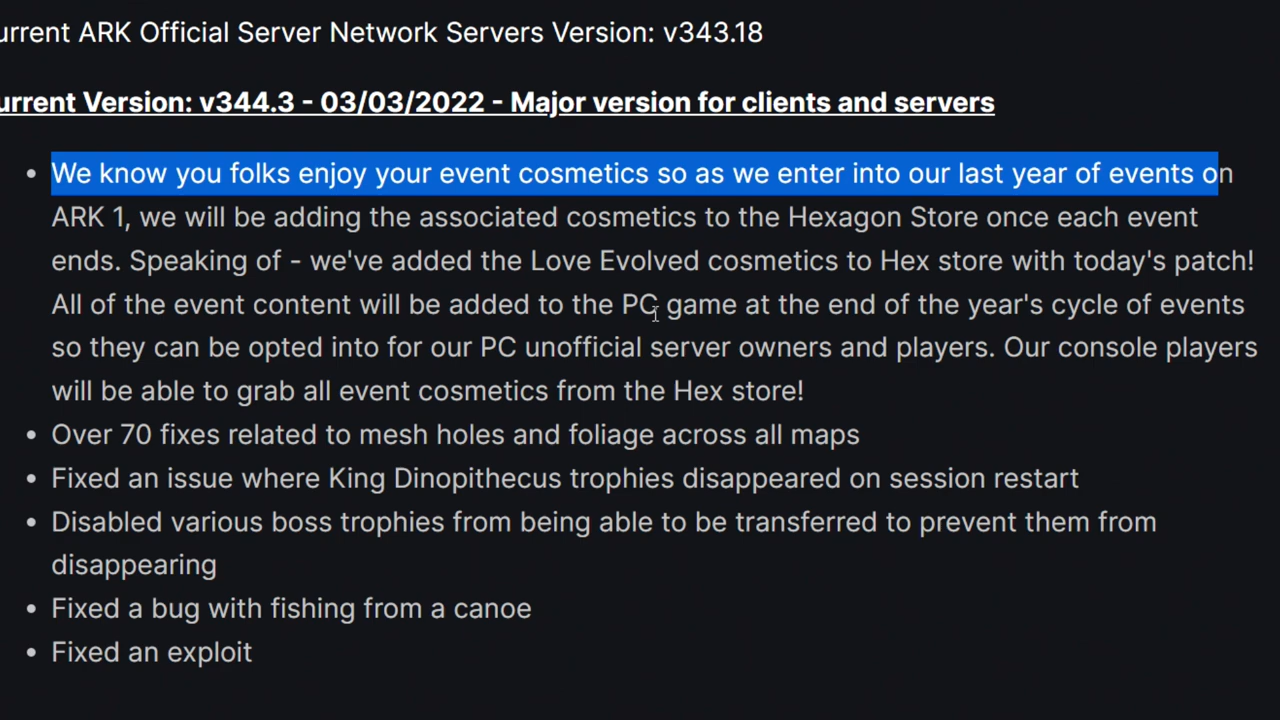 urrent ARK Official Server Network Servers Version: v343.18
urrent Version: v344.3 - 03/03/2022 - Major version for clients and servers
• We know you folks enjoy your event cosmetics so as we enter into our last year of events on
ARK 1, we will be adding the associated cosmetics to the Hexagon Store once each event
ends. Speaking of - we've added the Love Evolved cosmetics to Hex store with today's patch!
All of the event content will be added to the PC game at the end of the year's cycle of events
so they can be opted into for our PC unofficial server owners and players. Our console players
will be able to grab all event cosmetics from the Hex store!
• Over 70 fixes related to mesh holes and foliage across all maps
• Fixed an issue where King Dinopithecus trophies disappeared on session restart
• Disabled various boss trophies from being able to be transferred to prevent them from
disappearing
• Fixed a bug with fishing from a canoe
• Fixed an exploit